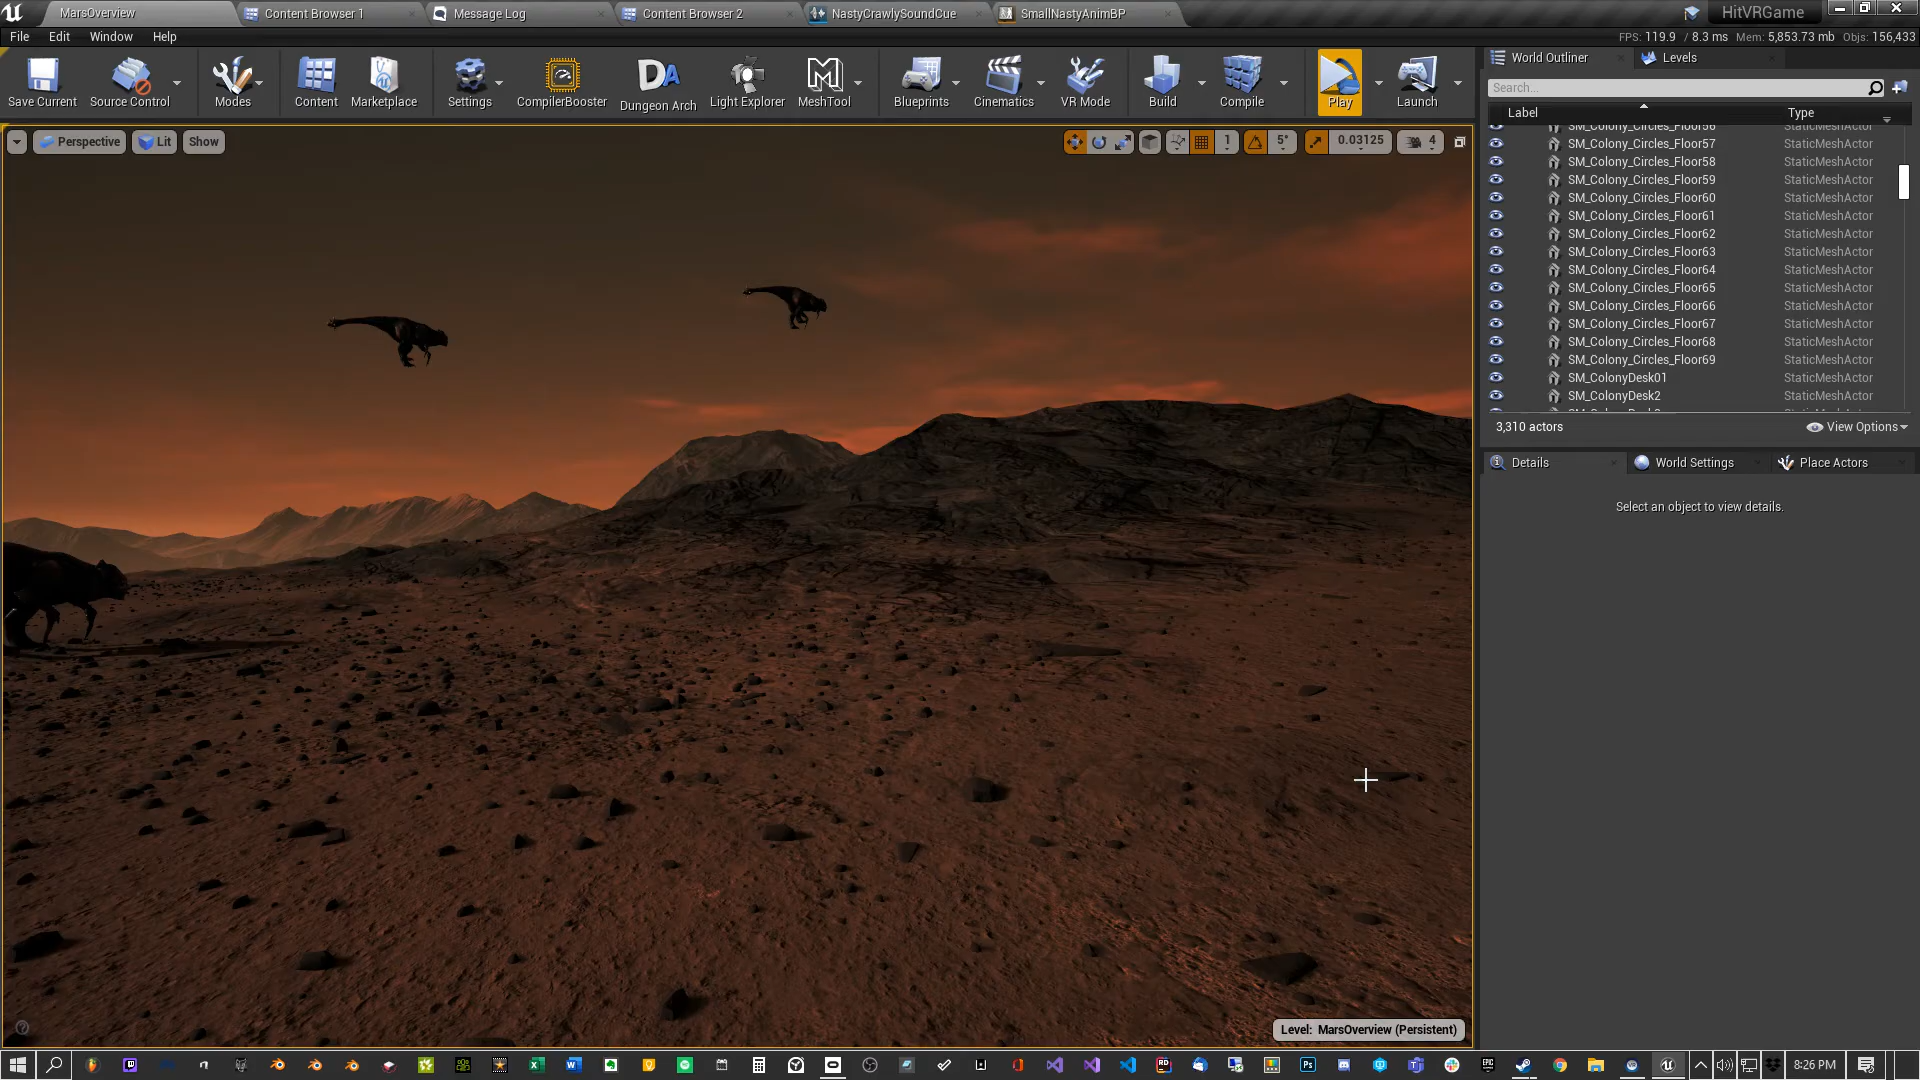 MarsOverview
Content Browser 1
Message Log
Content Browser 2
NastyCrawlySoundCue
SmallNastyAnimBP
HitVRGame
File Edit Window Help
FPS: 119.9 / 8.3 ms Mem: 5,853.73 mb Objs: 156,433
Save Current
Source Control
Modes
Content
Marketplace
Settings
CompilerBooster
Dungeon Arch
Light Explorer
MeshTool
Blueprints
Cinematics
VR Mode
Build
Compile
Play
Launch
World Outliner
Levels
Search...
Label Type
SM_Colony_Circles_Floor56 StaticMeshActor
SM_Colony_Circles_Floor57 StaticMeshActor
SM_Colony_Circles_Floor58 StaticMeshActor
SM_Colony_Circles_Floor59 StaticMeshActor
SM_Colony_Circles_Floor60 StaticMeshActor
SM_Colony_Circles_Floor61 StaticMeshActor
SM_Colony_Circles_Floor62 StaticMeshActor
SM_Colony_Circles_Floor63 StaticMeshActor
SM_Colony_Circles_Floor64 StaticMeshActor
SM_Colony_Circles_Floor65 StaticMeshActor
SM_Colony_Circles_Floor66 StaticMeshActor
SM_Colony_Circles_Floor67 StaticMeshActor
SM_Colony_Circles_Floor68 StaticMeshActor
SM_Colony_Circles_Floor69 StaticMeshActor
SM_ColonyDesk01 StaticMeshActor
SM_ColonyDesk2 StaticMeshActor
3,310 actors
View Options
Details
World Settings
Place Actors
Select an object to view details.
Perspective
Lit
Show
1
5°
0.03125
4
Level: MarsOverview (Persistent)
8:26 PM